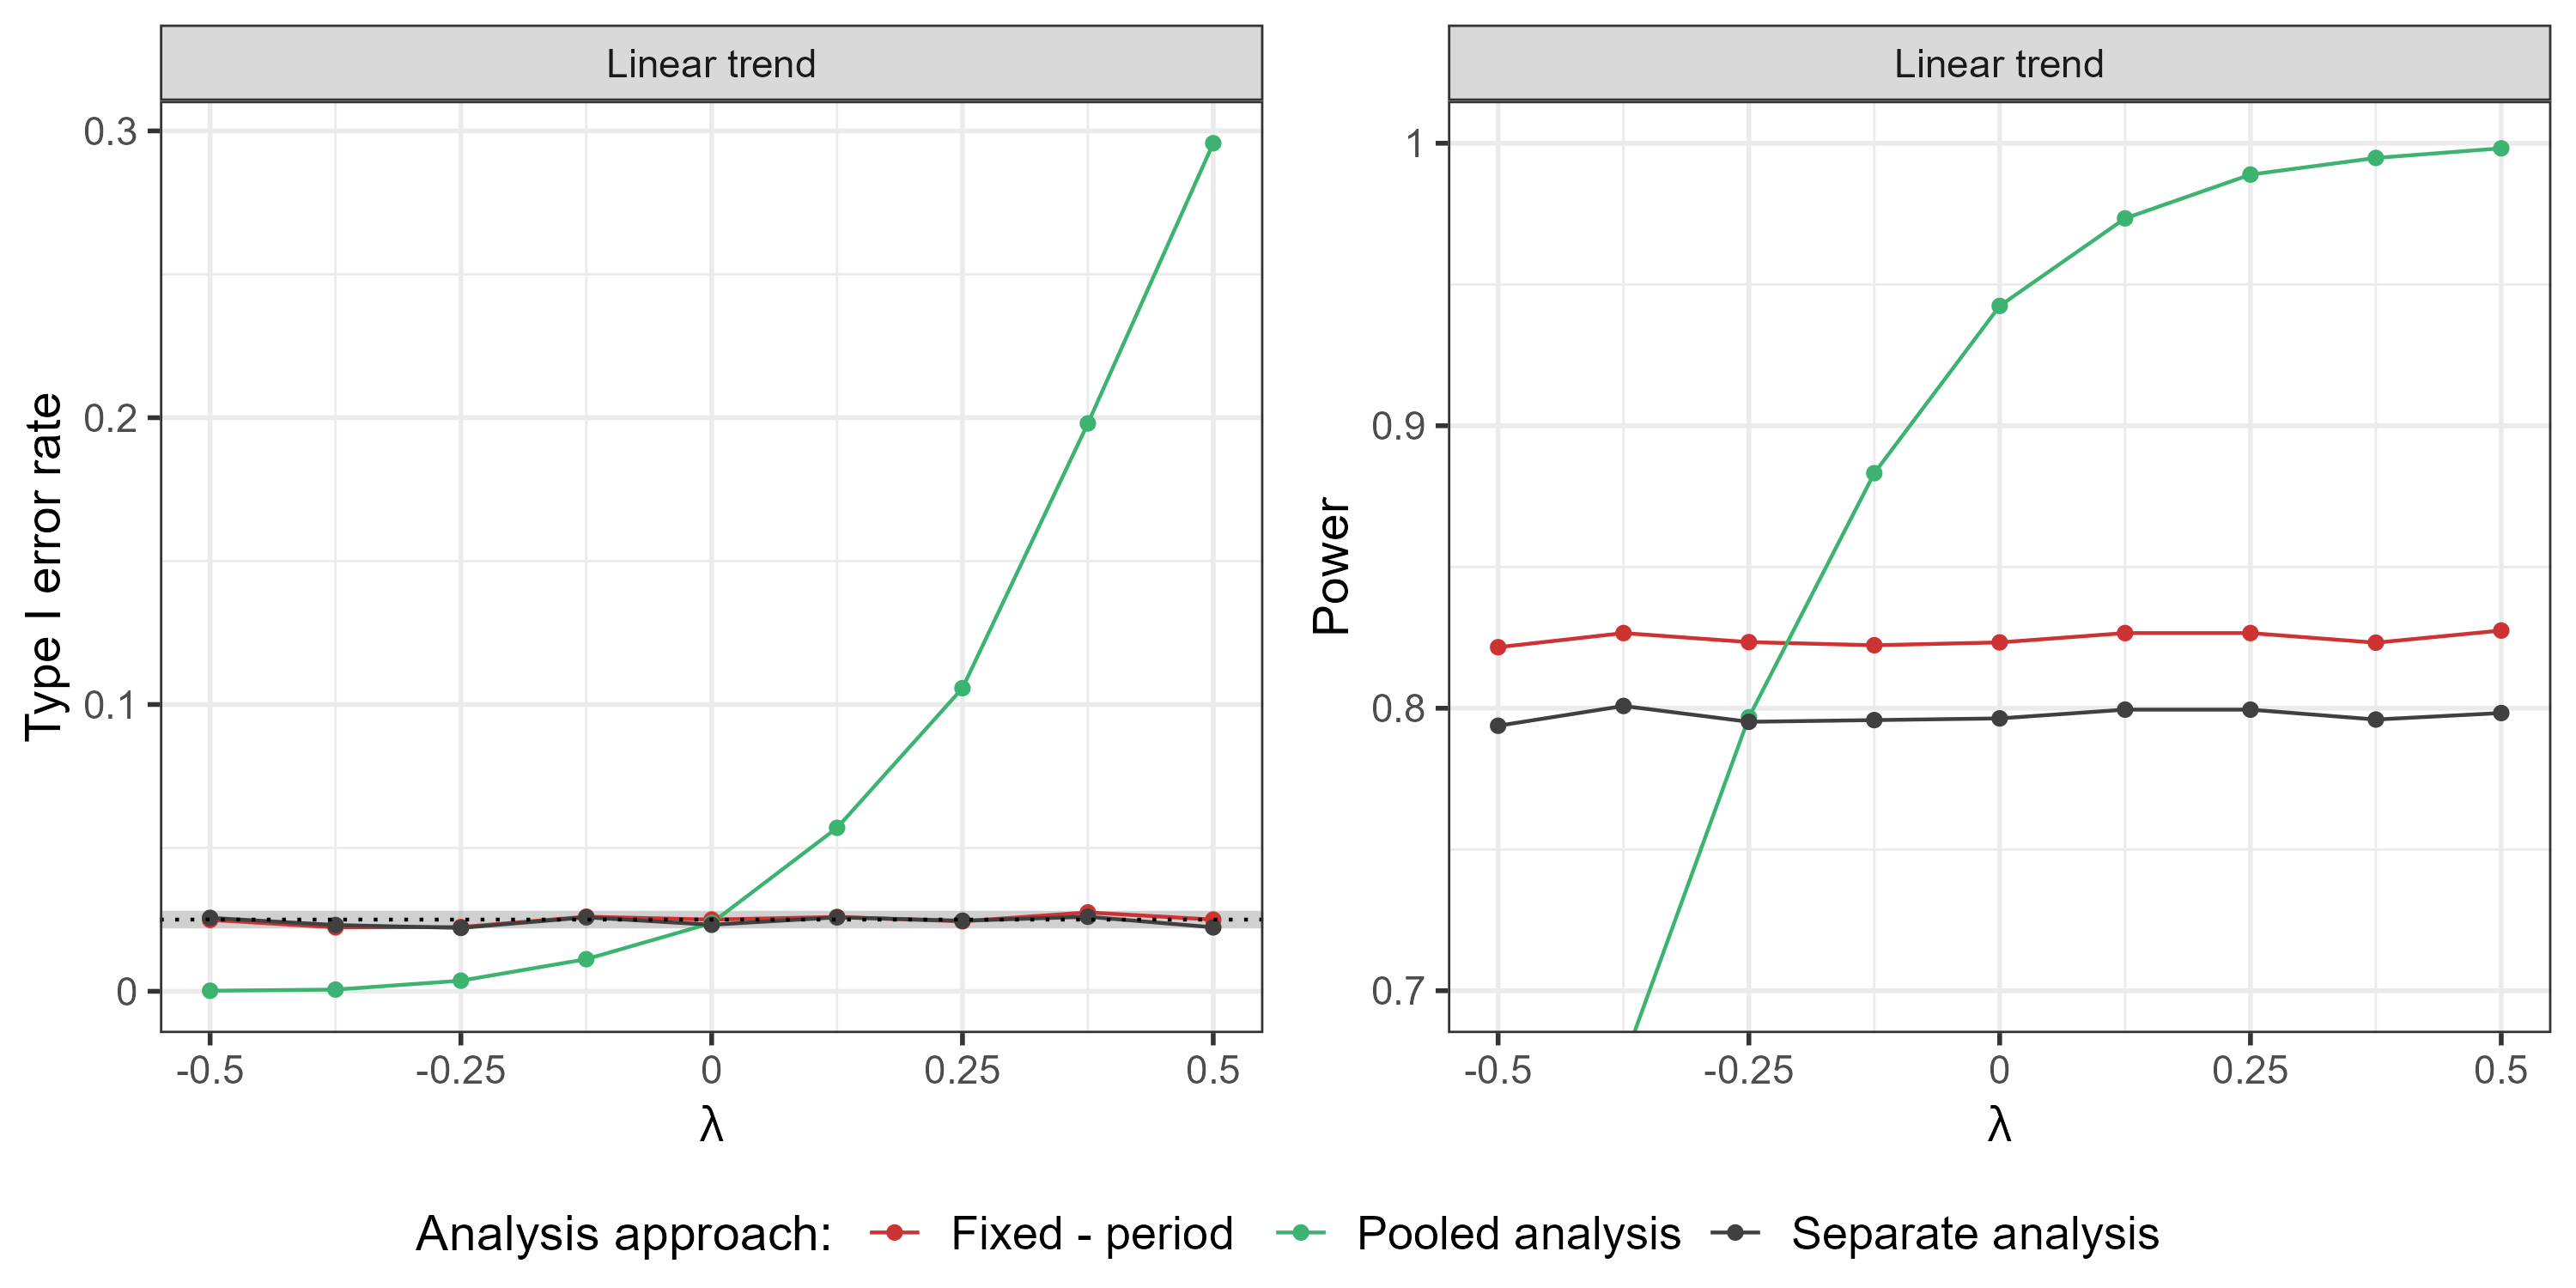 Linear trend
Type I error rate
0.3
0.2
0.1
0
-0.5 -0.25 0 0.25 0.5
λ
Linear trend
Power
1
0.9
0.8
0.7
-0.5 -0.25 0 0.25 0.5
λ
Analysis approach: Fixed - period Pooled analysis Separate analysis